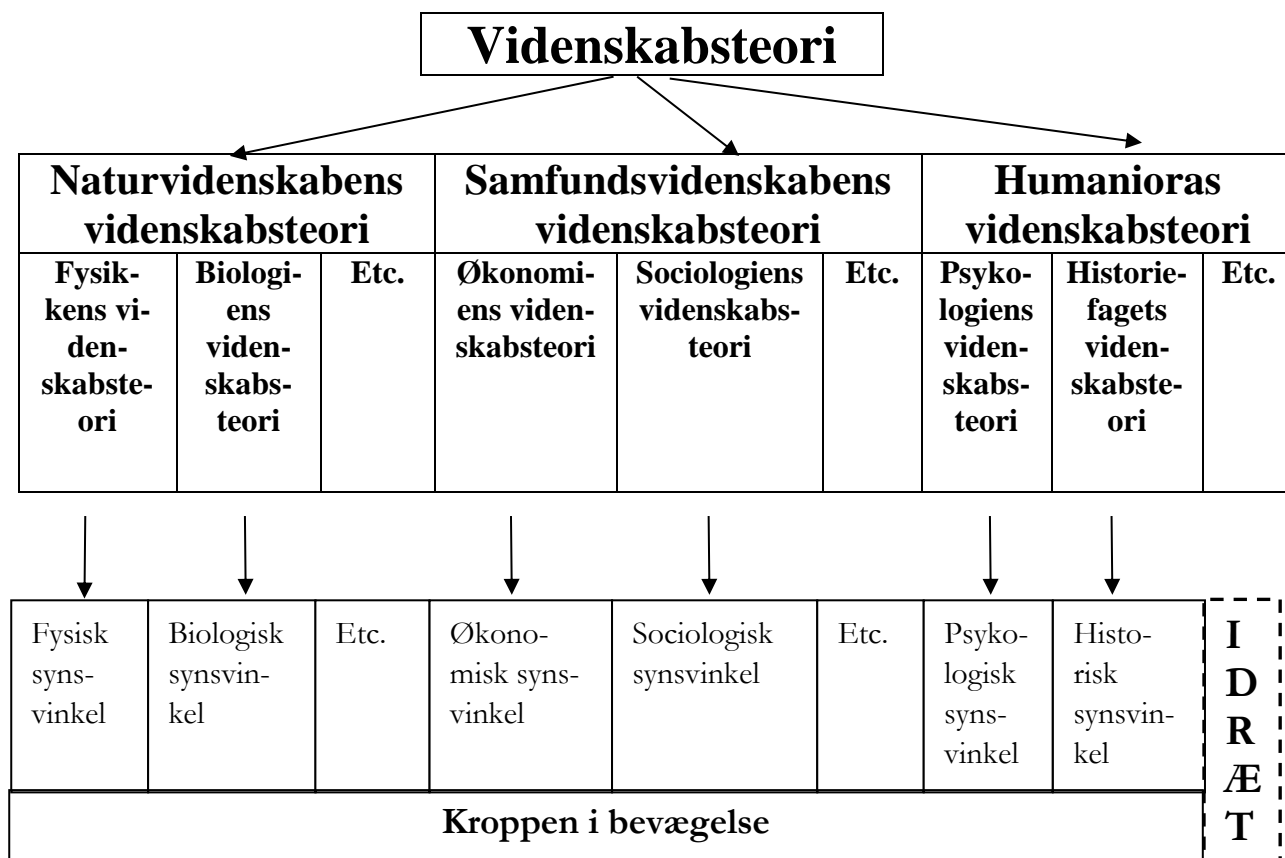 Videnskabsteori
Naturvidenskabens
videnskabsteori
Samfundsvidenskabens
videnskabsteori
Humanioras
videnskabsteori
Fysik-
kens vi-
den-
skabste-
ori
Biologi-
ens
viden-
skabs-
teori
Etc.
Økonomi-
ens viden-
skabsteori
Sociologiens
videnskabs-
teori
Etc.
Psyko-
logiens
viden-
skabs-
teori
Historie-
fagets
viden-
skabste-
ori
Etc.
Fysisk
syns-
vinkel
Biologisk
synsvin-
kel
Etc.
Økono-
misk syns-
vinkel
Sociologisk
synsvinkel
Etc.
Psyko-
logisk
syns-
vinkel
Histo-
risk
synsvin-
kel
I
D
R
Æ
T
Kroppen i bevægelse